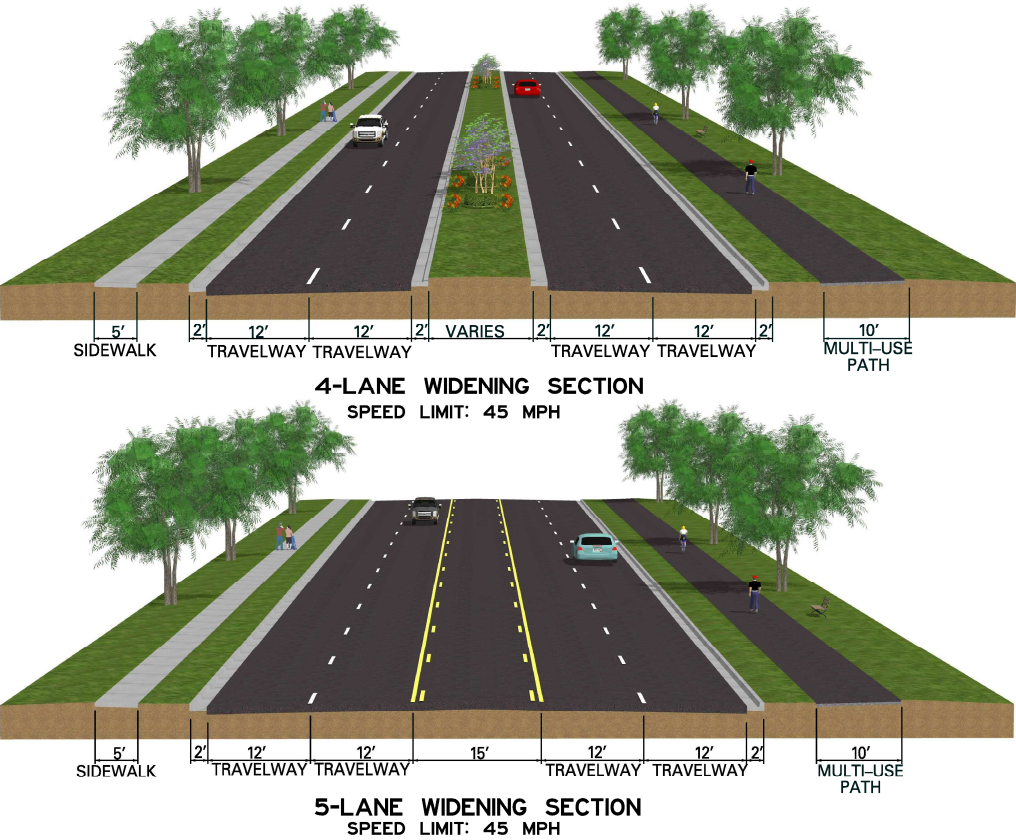 5' 2' 12' 12' 2' VARIES 2' 12' 12' 2' 10'
SIDEWALK TRAVELWAY TRAVELWAY TRAVELWAY TRAVELWAY MULTI-USE
PATH
4-LANE WIDENING SECTION
SPEED LIMIT: 45 MPH
5' 2' 12' 12' 15' 12' 12' 2' 10'
SIDEWALK TRAVELWAY TRAVELWAY TRAVELWAY TRAVELWAY MULTI-USE
PATH
5-LANE WIDENING SECTION
SPEED LIMIT: 45 MPH